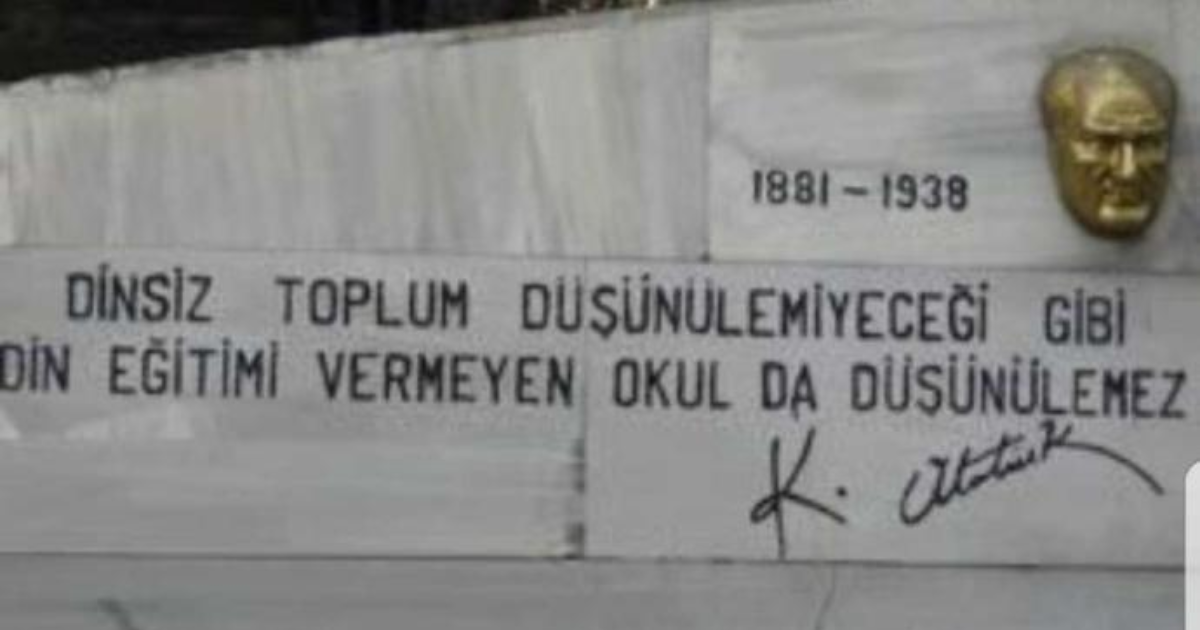 1881-1938
DİNSİZ TOPLUM DÜŞÜNÜLEMİYECEĞİ GİBİ
DİN EĞİTİMİ VERMEYEN OKUL DA DÜŞÜNÜLEMEZ
K. Atatürk